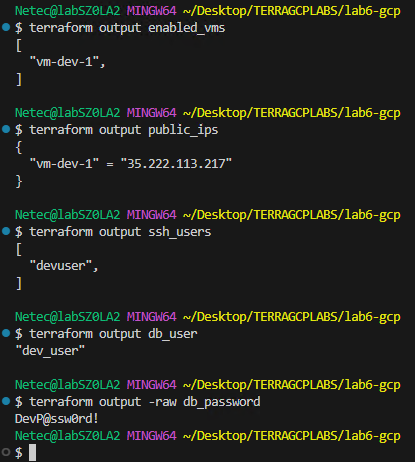 Netec@labSZ0LA2 MINGW64 ~/Desktop/TERRAGCPLABS/lab6-gcp
$ terraform output enabled_vms
[
  "vm-dev-1",
]
Netec@labSZ0LA2 MINGW64 ~/Desktop/TERRAGCPLABS/lab6-gcp
$ terraform output public_ips
{
  "vm-dev-1" = "35.222.113.217"
}
Netec@labSZ0LA2 MINGW64 ~/Desktop/TERRAGCPLABS/lab6-gcp
$ terraform output ssh_users
[
  "devuser",
]
Netec@labSZ0LA2 MINGW64 ~/Desktop/TERRAGCPLABS/lab6-gcp
$ terraform output db_user
"dev_user"
Netec@labSZ0LA2 MINGW64 ~/Desktop/TERRAGCPLABS/lab6-gcp
$ terraform output -raw db_password
DevP@ssw0rd!
Netec@labSZ0LA2 MINGW64 ~/Desktop/TERRAGCPLABS/lab6-gcp
$